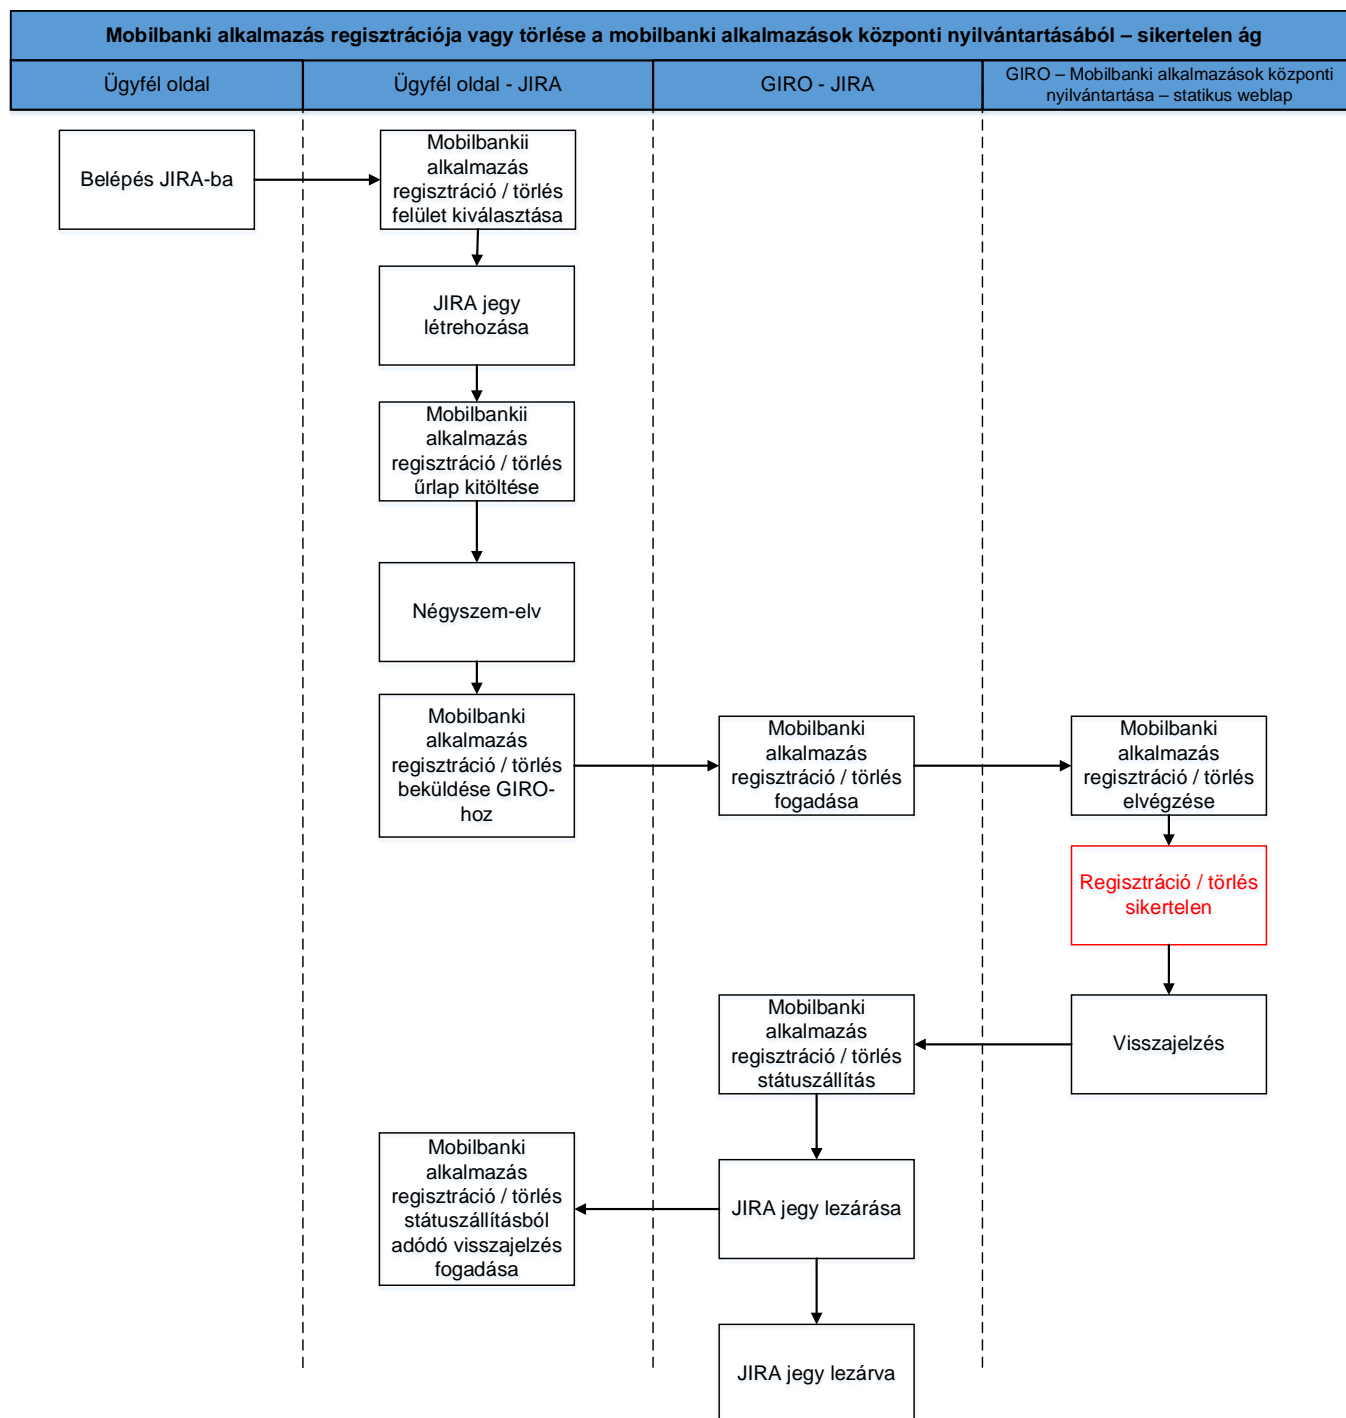 Mobilbanki alkalmazás regisztrációja vagy törlése a mobilbanki alkalmazások központi nyilvántartásából – sikertelen ág
Ügyfél oldal
Ügyfél oldal - JIRA
GIRO - JIRA
GIRO – Mobilbanki alkalmazások központi
nyilvántartása – statikus weblap
Belépés JIRA-ba
Mobilbankii
alkalmazás
regisztráció / törlés
felület kiválasztása
JIRA jegy
létrehozása
Mobilbankii
alkalmazás
regisztráció / törlés
űrlap kitöltése
Négyszem-elv
Mobilbanki
alkalmazás
regisztráció / törlés
beküldése GIRO-
hoz
Mobilbanki
alkalmazás
regisztráció / törlés
fogadása
Mobilbanki
alkalmazás
regisztráció / törlés
elvégzése
Regisztráció / törlés
sikertelen
Visszajelzés
Mobilbanki
alkalmazás
regisztráció / törlés
státuszállítás
JIRA jegy lezárása
Mobilbanki
alkalmazás
regisztráció / törlés
státuszállításból
adódó visszajelzés
fogadása
JIRA jegy lezárva